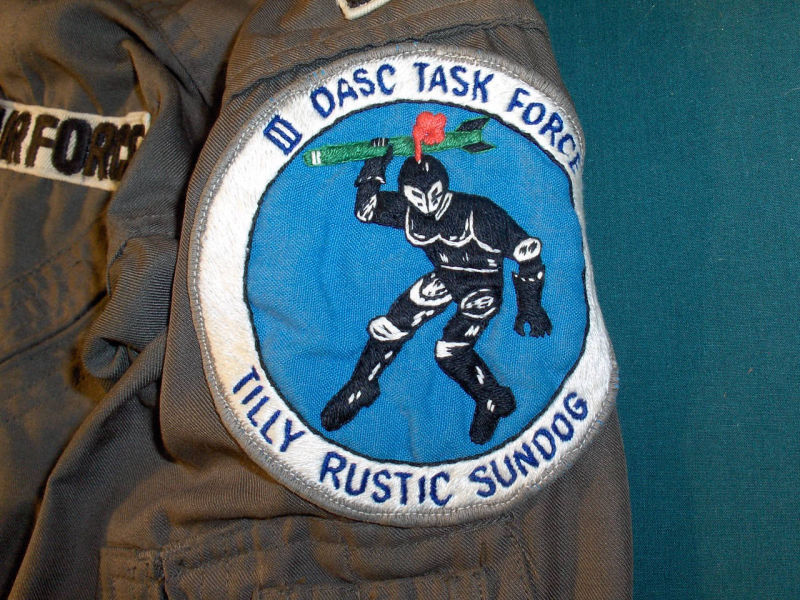 AIR FORCE
III DASC TASK FORCE
TILLY RUSTIC SUNDOG